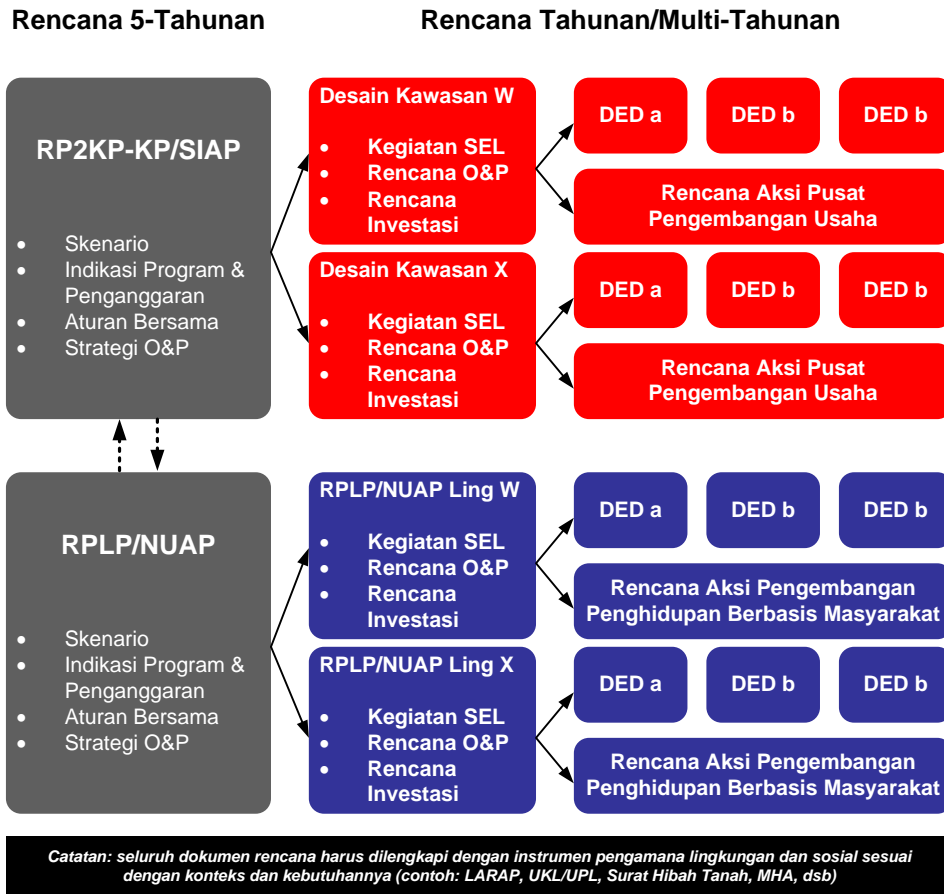 Rencana 5-Tahunan
Rencana Tahunan/Multi-Tahunan
RP2KP-KP/SIAP
• Skenario
• Indikasi Program &
Penganggaran
• Aturan Bersama
• Strategi O&P
Desain Kawasan W
• Kegiatan SEL
• Rencana O&P
• Rencana
Investasi
DED a
DED b
DED b
Rencana Aksi Pusat
Pengembangan Usaha
Desain Kawasan X
• Kegiatan SEL
• Rencana O&P
• Rencana
Investasi
DED a
DED b
DED b
Rencana Aksi Pusat
Pengembangan Usaha
RPLP/NUAP
• Skenario
• Indikasi Program &
Penganggaran
• Aturan Bersama
• Strategi O&P
RPLP/NUAP Ling W
• Kegiatan SEL
• Rencana O&P
• Rencana
Investasi
DED a
DED b
DED b
Rencana Aksi Pengembangan
Penghidupan Berbasis Masyarakat
RPLP/NUAP Ling X
• Kegiatan SEL
• Rencana O&P
• Rencana
Investasi
DED a
DED b
DED b
Rencana Aksi Pengembangan
Penghidupan Berbasis Masyarakat
Catatan: seluruh dokumen rencana harus dilengkapi dengan instrumen pengamana lingkungan dan sosial sesuai
dengan konteks dan kebutuhannya (contoh: LARAP, UKL/UPL, Surat Hibah Tanah, MHA, dsb)